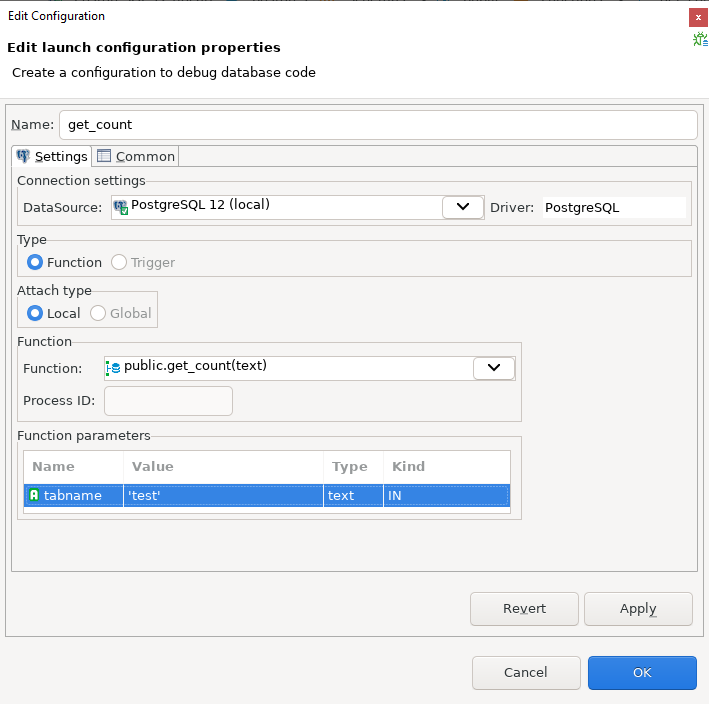 Edit Configuration
x
Edit launch configuration properties
Create a configuration to debug database code
Name: get_count
Settings Common
Connection settings
DataSource: PostgreSQL 12 (local) Driver: PostgreSQL
Type
Function Trigger
Attach type
Local Global
Function
Function: public.get_count(text)
Process ID:
Function parameters
Name Value Type Kind
A tabname 'test' text IN
Revert Apply
Cancel OK